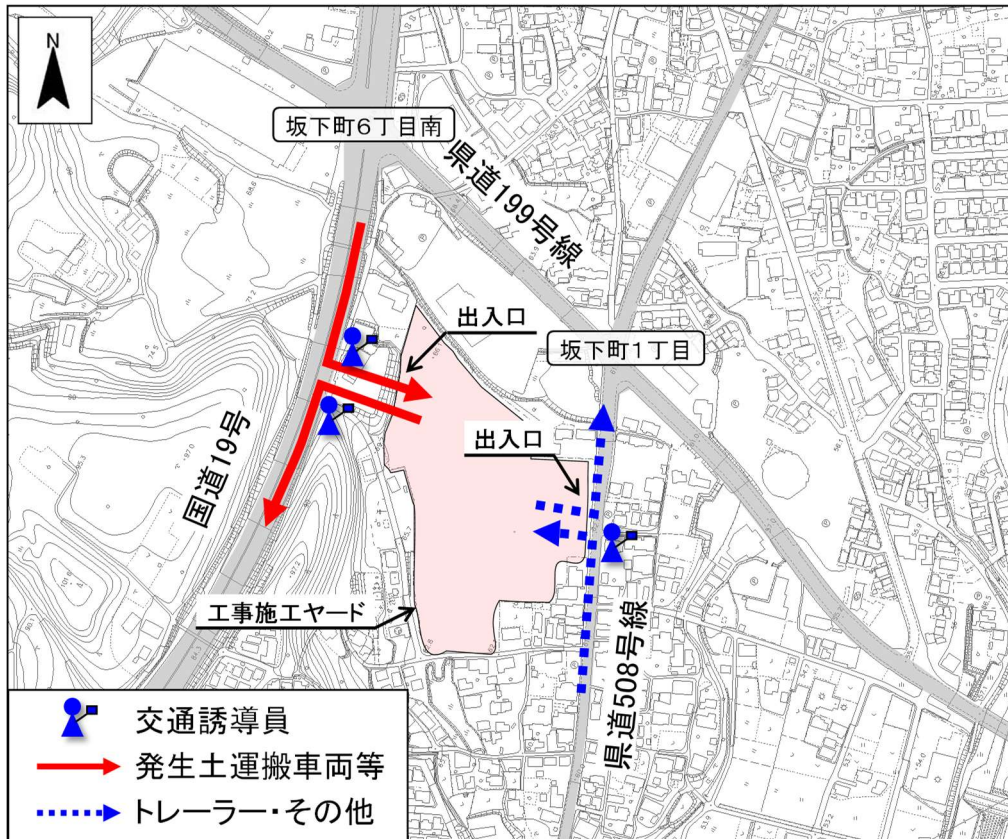 N
坂下町6丁目南
県道199号線
出入口
坂下町1丁目
出入口
国道19号
工事施工ヤード
県道508号線
交通誘導員
発生土運搬車両等
トレーラー・その他